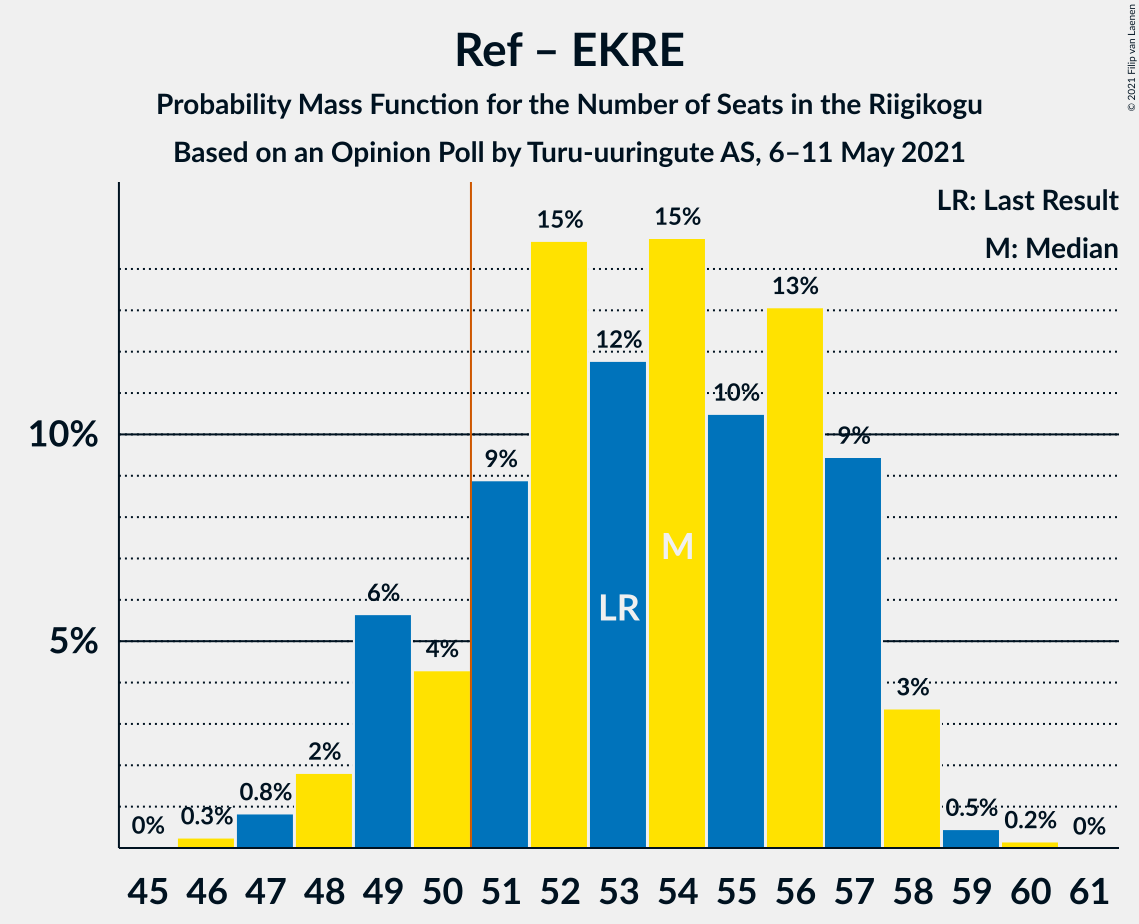 Ref – EKRE
Probability Mass Function for the Number of Seats in the Riigikogu
Based on an Opinion Poll by Turu-uuringute AS, 6–11 May 2021
© 2021 Filip van Laenen
LR: Last Result
M: Median
15%
15%
13%
12%
10%
10%
9%
9%
6%
5%
4%
M
LR
3%
2%
0.8%
0.5%
0.3%
0.2%
0%
0%
45 46 47 48 49 50 51 52 53 54 55 56 57 58 59 60 61